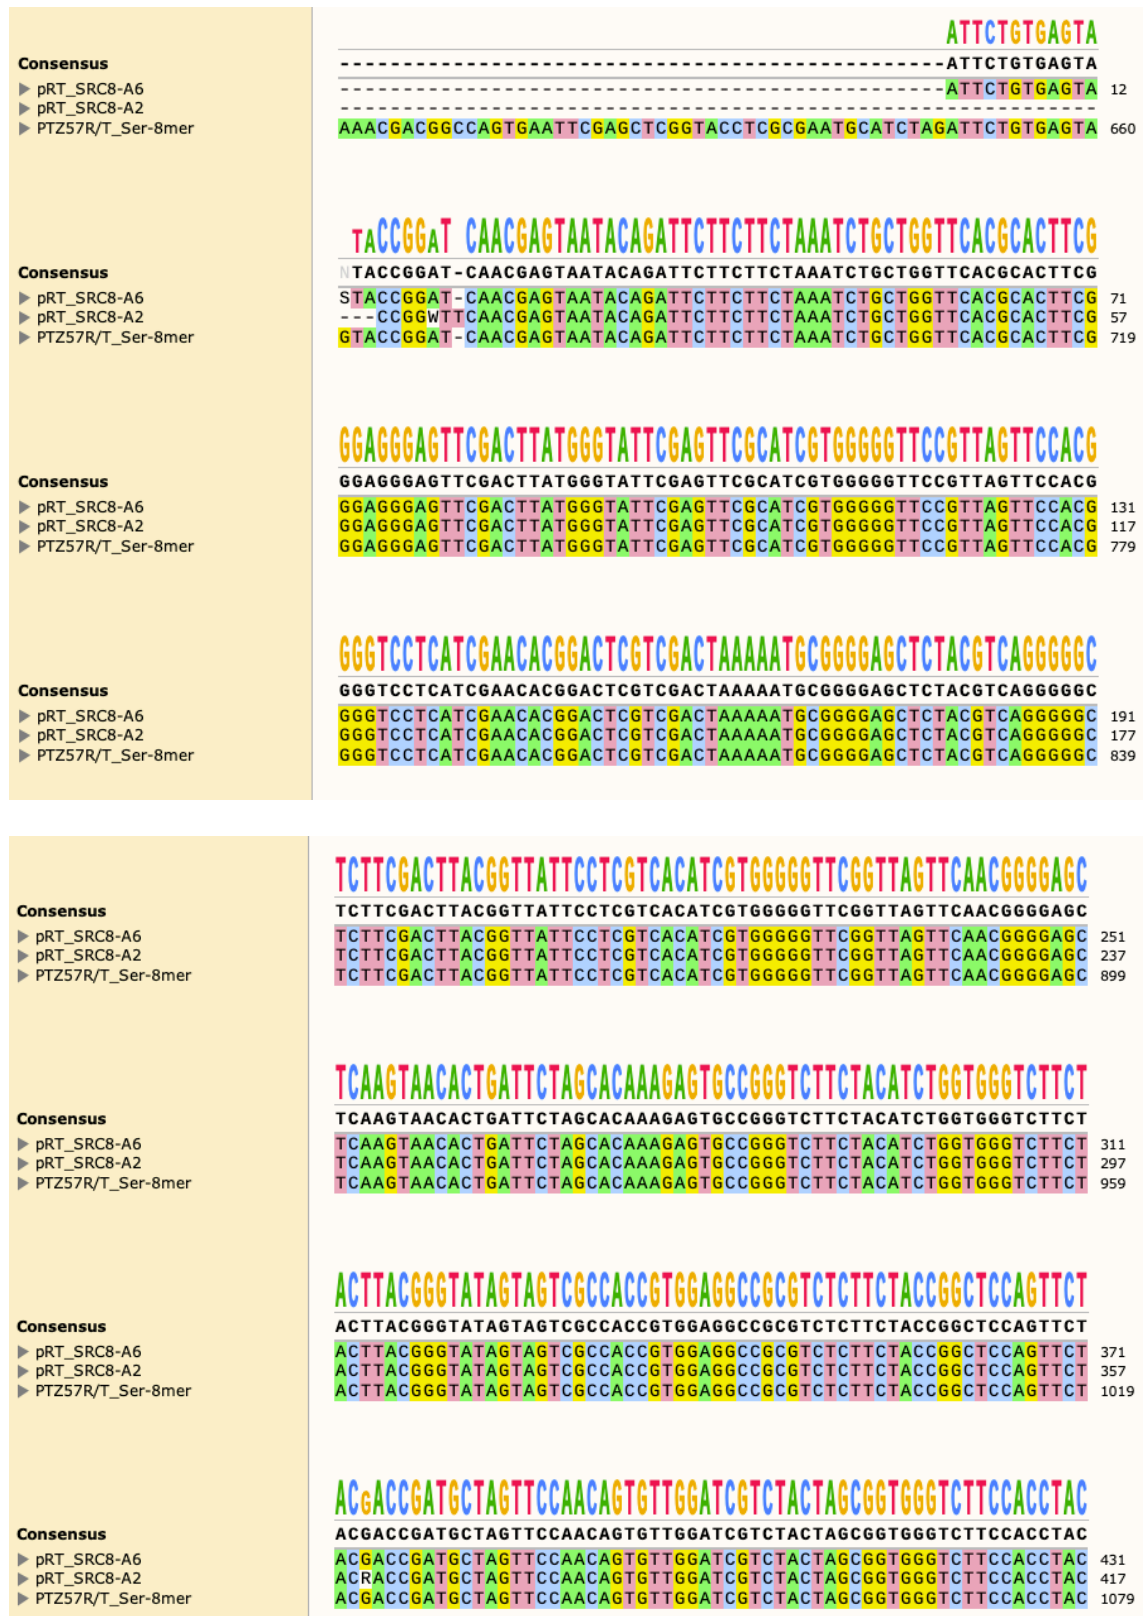 ATTCTGTGAGTA
Consensus ------------------------------------------------ATTCTGTGAGTA
pRT_SRC8-A6 ------------------------------------------------ATTCTGTGAGTA 12
pRT_SRC8-A2 ------------------------------------------------------------
PTZ57R/T_Ser-8mer AAACGACGGCCAGTGAATTCGAGCTCGGTACCTCGCGAATGCATCTAGATTCTGTGAGTA 660
TACCGGAT CAACGAGTAATACAGATTCTTCTTCTAAATCTGCTGGTTCACGCACTTCG
Consensus NTACCGGAT-CAACGAGTAATACAGATTCTTCTTCTAAATCTGCTGGTTCACGCACTTCG
pRT_SRC8-A6 STACCGGAT-CAACGAGTAATACAGATTCTTCTTCTAAATCTGCTGGTTCACGCACTTCG 71
pRT_SRC8-A2 ---CCGGWTTCAACGAGTAATACAGATTCTTCTTCTAAATCTGCTGGTTCACGCACTTCG 57
PTZ57R/T_Ser-8mer GTACCGGAT-CAACGAGTAATACAGATTCTTCTTCTAAATCTGCTGGTTCACGCACTTCG 719
GGAGGGAGTTCGACTTATGGGTATTCGAGTTCGCATCGTGGGGGTTCCGTTAGTTCCACG
Consensus GGAGGGAGTTCGACTTATGGGTATTCGAGTTCGCATCGTGGGGGTTCCGTTAGTTCCACG
pRT_SRC8-A6 GGAGGGAGTTCGACTTATGGGTATTCGAGTTCGCATCGTGGGGGTTCCGTTAGTTCCACG 131
pRT_SRC8-A2 GGAGGGAGTTCGACTTATGGGTATTCGAGTTCGCATCGTGGGGGTTCCGTTAGTTCCACG 117
PTZ57R/T_Ser-8mer GGAGGGAGTTCGACTTATGGGTATTCGAGTTCGCATCGTGGGGGTTCCGTTAGTTCCACG 779
GGGTCCTCATCGAACACGGACTCGTCGACTAAAAATGCGGGGAGCTCTACGTCAGGGGGC
Consensus GGGTCCTCATCGAACACGGACTCGTCGACTAAAAATGCGGGGAGCTCTACGTCAGGGGGC
pRT_SRC8-A6 GGGTCCTCATCGAACACGGACTCGTCGACTAAAAATGCGGGGAGCTCTACGTCAGGGGGC 191
pRT_SRC8-A2 GGGTCCTCATCGAACACGGACTCGTCGACTAAAAATGCGGGGAGCTCTACGTCAGGGGGC 177
PTZ57R/T_Ser-8mer GGGTCCTCATCGAACACGGACTCGTCGACTAAAAATGCGGGGAGCTCTACGTCAGGGGGC 839
TCTTCGACTTACGGTTATTCCTCGTCACATCGTGGGGGTTCGGTTAGTTCAACGGGGAGC
Consensus TCTTCGACTTACGGTTATTCCTCGTCACATCGTGGGGGTTCGGTTAGTTCAACGGGGAGC
pRT_SRC8-A6 TCTTCGACTTACGGTTATTCCTCGTCACATCGTGGGGGTTCGGTTAGTTCAACGGGGAGC 251
pRT_SRC8-A2 TCTTCGACTTACGGTTATTCCTCGTCACATCGTGGGGGTTCGGTTAGTTCAACGGGGAGC 237
PTZ57R/T_Ser-8mer TCTTCGACTTACGGTTATTCCTCGTCACATCGTGGGGGTTCGGTTAGTTCAACGGGGAGC 899
TCAAGTAACACTGATTCTAGCACAAAGAGTGCCGGGTCTTCTACATCTGGTGGGTCTTCT
Consensus TCAAGTAACACTGATTCTAGCACAAAGAGTGCCGGGTCTTCTACATCTGGTGGGTCTTCT
pRT_SRC8-A6 TCAAGTAACACTGATTCTAGCACAAAGAGTGCCGGGTCTTCTACATCTGGTGGGTCTTCT 311
pRT_SRC8-A2 TCAAGTAACACTGATTCTAGCACAAAGAGTGCCGGGTCTTCTACATCTGGTGGGTCTTCT 297
PTZ57R/T_Ser-8mer TCAAGTAACACTGATTCTAGCACAAAGAGTGCCGGGTCTTCTACATCTGGTGGGTCTTCT 959
ACTTACGGGTATAGTAGTCGCCACCGTGGAGGCCGCGTCTCTTCTACCGGCTCCAGTTCT
Consensus ACTTACGGGTATAGTAGTCGCCACCGTGGAGGCCGCGTCTCTTCTACCGGCTCCAGTTCT
pRT_SRC8-A6 ACTTACGGGTATAGTAGTCGCCACCGTGGAGGCCGCGTCTCTTCTACCGGCTCCAGTTCT 371
pRT_SRC8-A2 ACTTACGGGTATAGTAGTCGCCACCGTGGAGGCCGCGTCTCTTCTACCGGCTCCAGTTCT 357
PTZ57R/T_Ser-8mer ACTTACGGGTATAGTAGTCGCCACCGTGGAGGCCGCGTCTCTTCTACCGGCTCCAGTTCT 1019
ACGACCGATGCTAGTTCCAACAGTGTTGGATCGTCTACTAGCGGTGGGTCTTCCACCTAC
Consensus ACGACCGATGCTAGTTCCAACAGTGTTGGATCGTCTACTAGCGGTGGGTCTTCCACCTAC
pRT_SRC8-A6 ACGACCGATGCTAGTTCCAACAGTGTTGGATCGTCTACTAGCGGTGGGTCTTCCACCTAC 431
pRT_SRC8-A2 ACRACCGATGCTAGTTCCAACAGTGTTGGATCGTCTACTAGCGGTGGGTCTTCCACCTAC 417
PTZ57R/T_Ser-8mer ACGACCGATGCTAGTTCCAACAGTGTTGGATCGTCTACTAGCGGTGGGTCTTCCACCTAC 1079